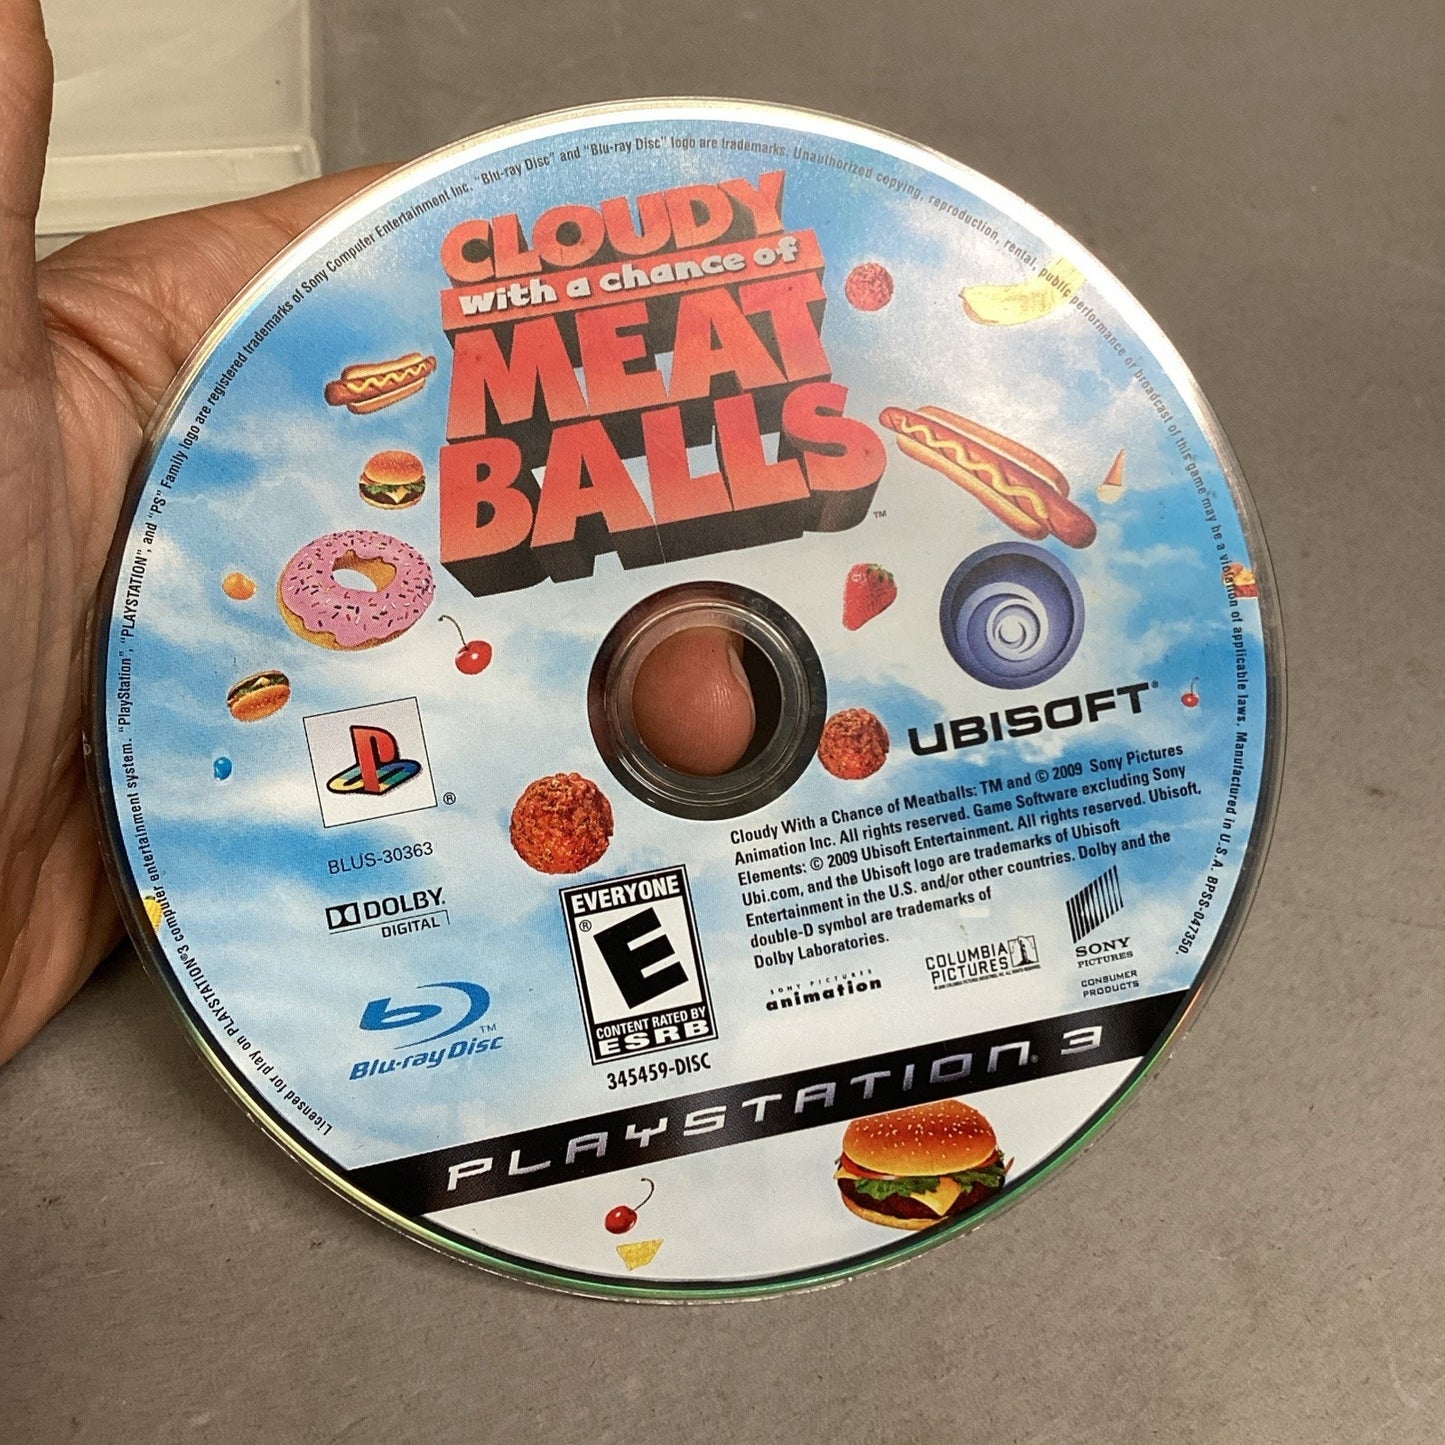 Licensed for play on PLAYSTATION®3 computer entertainment system. "PlayStation", "PLAYSTATION", and "PS" Family logo are registered trademarks of Sony Computer Entertainment Inc. "Blu-ray Disc" and "Blu-ray Disc" logo are trademarks. Unauthorized copying, reproduction, rental, public performance or broadcast of this game may be a violation of applicable laws. Manufactured in U.S.A. BPSS-047350.
CLOUDY
with a chance of
MEAT
BALLS
TM
UBISOFT®
®
BLUS-30363
DOLBY.
DIGITAL
Blu-ray Disc
TM
EVERYONE
®
E
CONTENT RATED BY
ESRB
345459-DISC
Cloudy With a Chance of Meatballs: TM and © 2009 Sony Pictures
Animation Inc. All rights reserved. Game Software excluding Sony
Elements: © 2009 Ubisoft Entertainment. All rights reserved. Ubisoft,
Ubi.com, and the Ubisoft logo are trademarks of Ubisoft
Entertainment in the U.S. and/or other countries. Dolby and the
double-D symbol are trademarks of
Dolby Laboratories.
SONY PICTURES
animation
COLUMBIA
PICTURES
SONY
PICTURES
CONSUMER
PRODUCTS
PLAYSTATION® 3